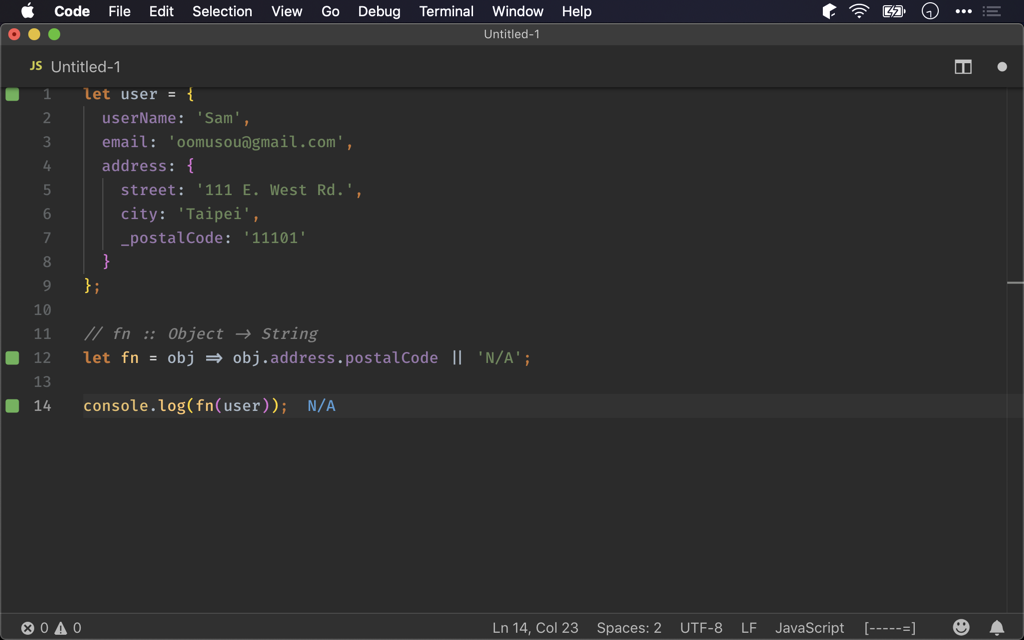 Code File Edit Selection View Go Debug Terminal Window Help
Untitled-1
JS Untitled-1
1 let user = {
2 userName: 'Sam',
3 email: 'oomusou@gmail.com',
4 address: {
5 street: '111 E. West Rd.',
6 city: 'Taipei',
7 _postalCode: '11101'
8 }
9 };
10
11 // fn :: Object -> String
12 let fn = obj => obj.address.postalCode || 'N/A';
13
14 console.log(fn(user)); N/A
0 0 Ln 14, Col 23 Spaces: 2 UTF-8 LF JavaScript [-----=]